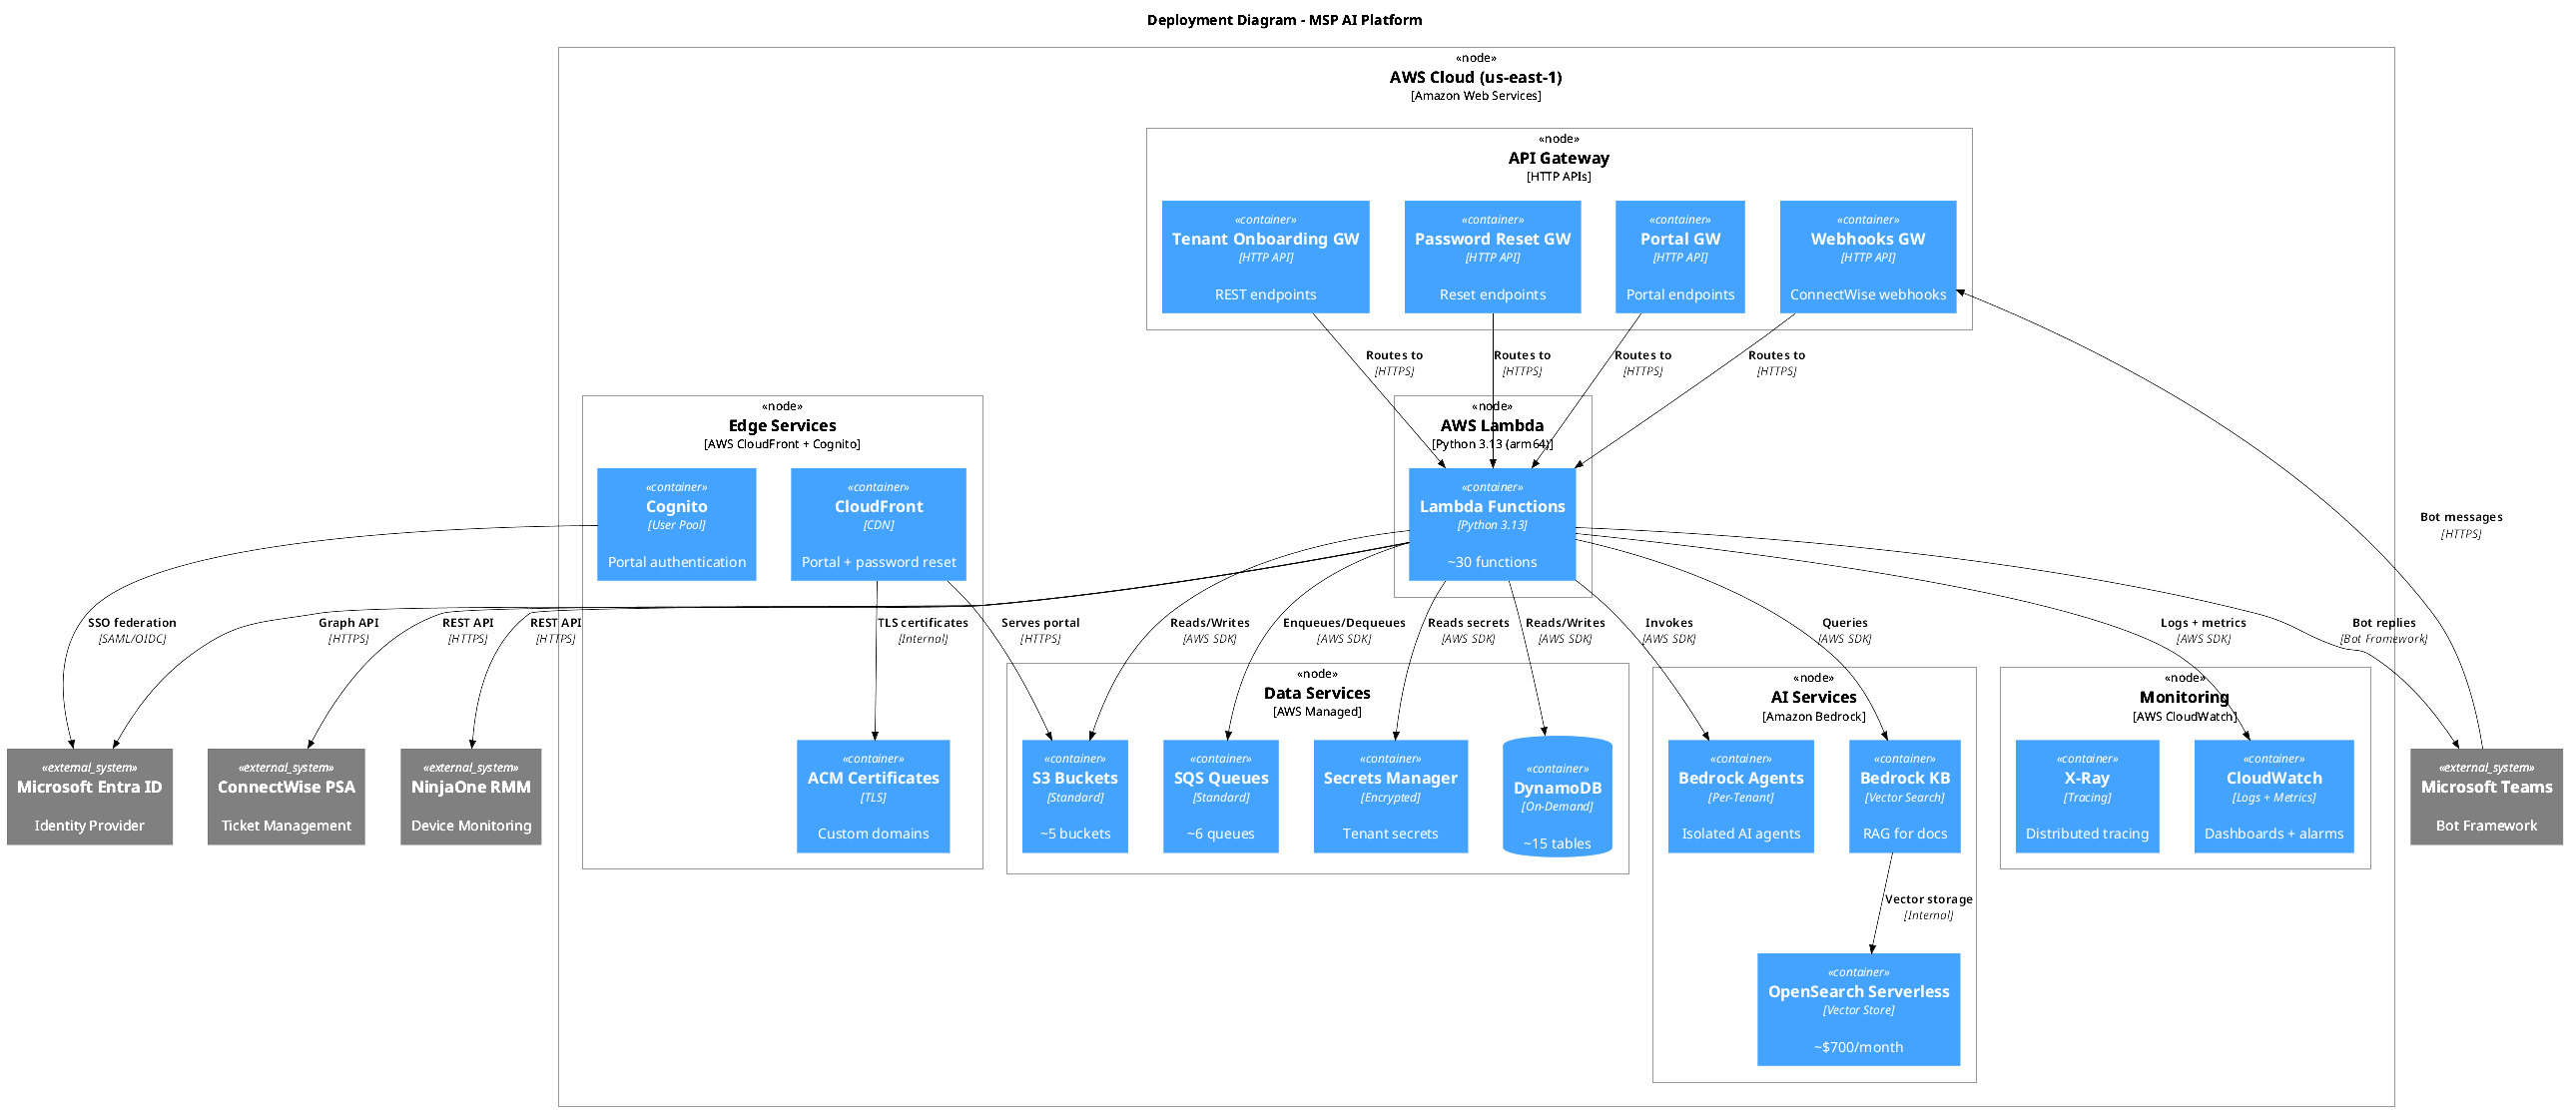 Deployment Diagram - MSP AI Platform
«node»
AWS Cloud (us-east-1)
[Amazon Web Services]
«node»
API Gateway
[HTTP APIs]
«container»
Tenant Onboarding GW
[HTTP API]
REST endpoints
«container»
Password Reset GW
[HTTP API]
Reset endpoints
«container»
Portal GW
[HTTP API]
Portal endpoints
«container»
Webhooks GW
[HTTP API]
ConnectWise webhooks
Routes to
[HTTPS]
Routes to
[HTTPS]
Routes to
[HTTPS]
Routes to
[HTTPS]
«node»
Edge Services
[AWS CloudFront + Cognito]
«container»
Cognito
[User Pool]
Portal authentication
«container»
CloudFront
[CDN]
Portal + password reset
«node»
AWS Lambda
[Python 3.13 (arm64)]
«container»
Lambda Functions
[Python 3.13]
~30 functions
Bot messages
[HTTPS]
SSO federation
[SAML/OIDC]
Graph API
[HTTPS]
REST API
[HTTPS]
REST API
[HTTPS]
TLS certificates
[Internal]
Serves portal
[HTTPS]
Reads/Writes
[AWS SDK]
Enqueues/Dequeues
[AWS SDK]
Reads secrets
[AWS SDK]
Reads/Writes
[AWS SDK]
Invokes
[AWS SDK]
Queries
[AWS SDK]
Logs + metrics
[AWS SDK]
Bot replies
[Bot Framework]
«external_system»
Microsoft Entra ID
Identity Provider
«external_system»
ConnectWise PSA
Ticket Management
«external_system»
NinjaOne RMM
Device Monitoring
«container»
ACM Certificates
[TLS]
Custom domains
«node»
Data Services
[AWS Managed]
«container»
S3 Buckets
[Standard]
~5 buckets
«container»
SQS Queues
[Standard]
~6 queues
«container»
Secrets Manager
[Encrypted]
Tenant secrets
«container»
DynamoDB
[On-Demand]
~15 tables
«node»
AI Services
[Amazon Bedrock]
«container»
Bedrock Agents
[Per-Tenant]
Isolated AI agents
«container»
Bedrock KB
[Vector Search]
RAG for docs
Vector storage
[Internal]
«container»
OpenSearch Serverless
[Vector Store]
~$700/month
«node»
Monitoring
[AWS CloudWatch]
«container»
X-Ray
[Tracing]
Distributed tracing
«container»
CloudWatch
[Logs + Metrics]
Dashboards + alarms
«external_system»
Microsoft Teams
Bot Framework